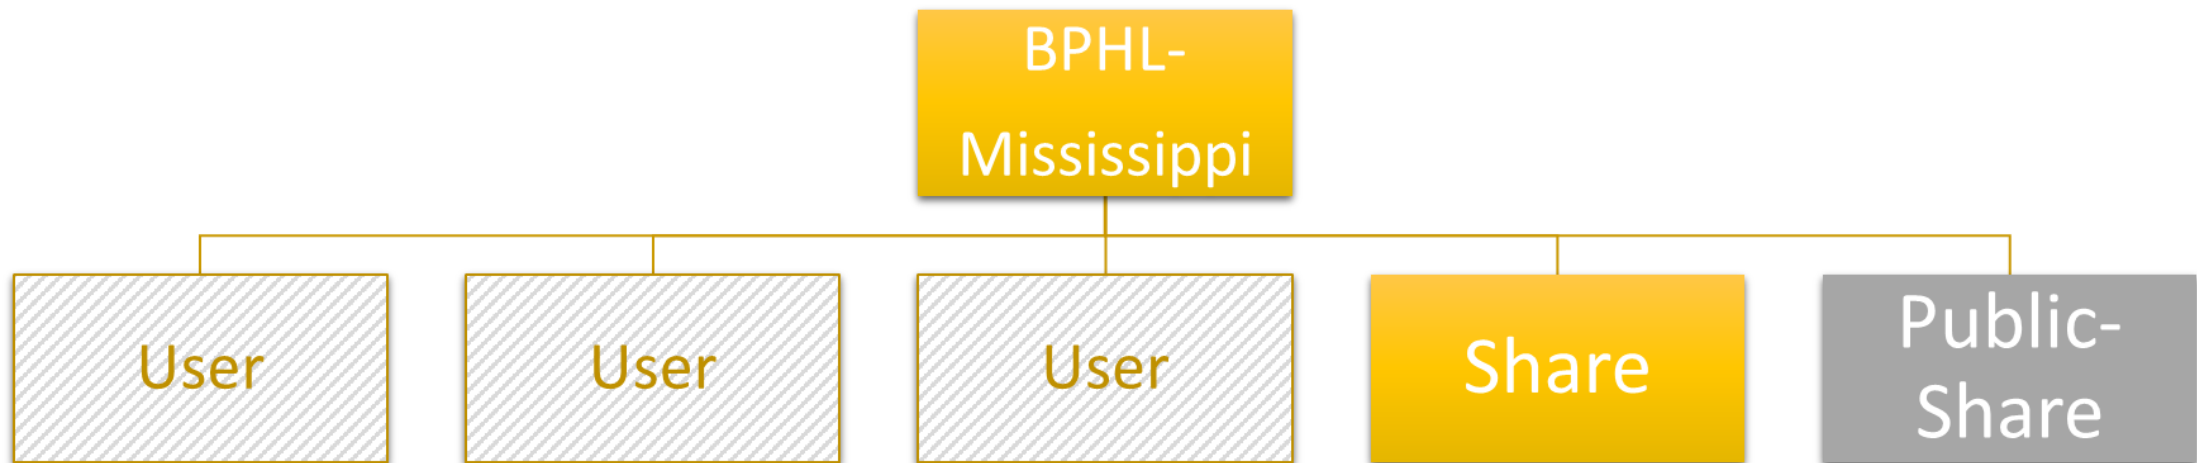 BPHL-
Mississippi
User
User
User
Share
Public-
Share